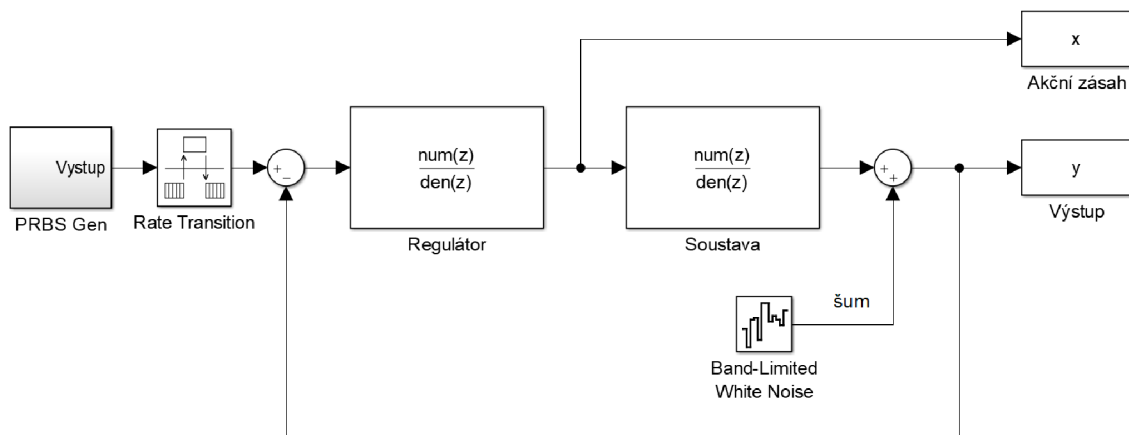 x
Akční zásah
Vystup
PRBS Gen
Rate Transition
+
−
num(z)
den(z)
Regulátor
num(z)
den(z)
Soustava
+
+
y
Výstup
šum
Band-Limited
White Noise